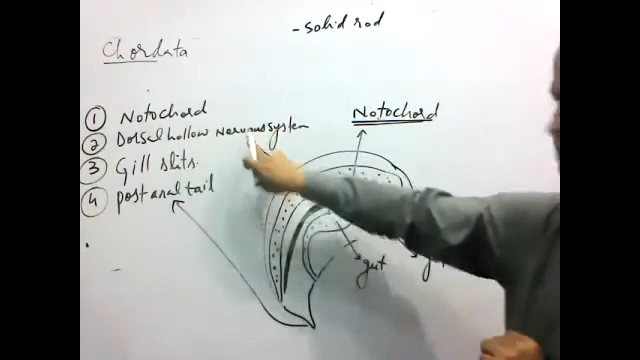 - solid rod
Chordata
① Notochord
② Dorsal hollow Nervous system
③ Gill slits.
④ post anal tail
Notochord
gut